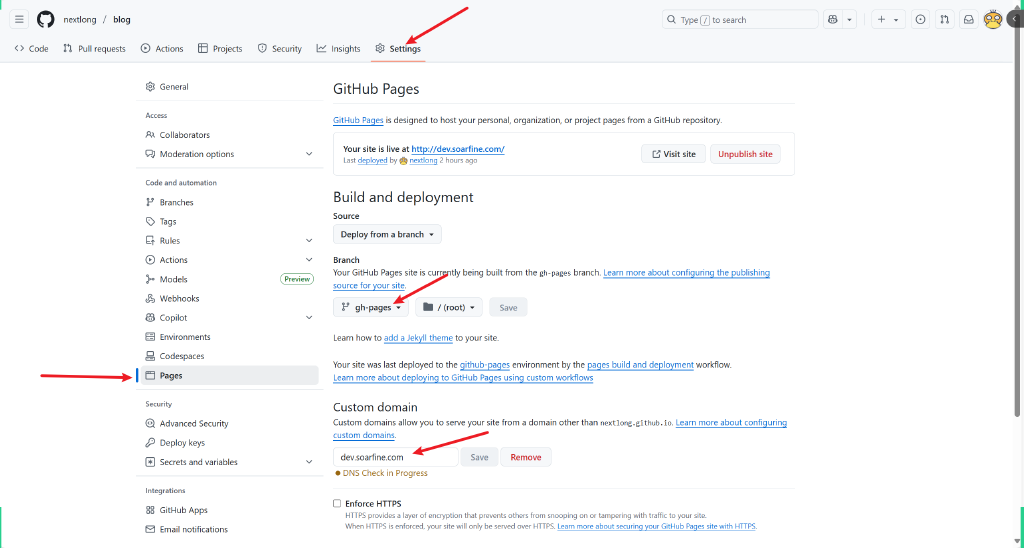 nextlong / blog
Type / to search
Code
Pull requests
Actions
Projects
Security
Insights
Settings
General
Access
Collaborators
Moderation options
Code and automation
Branches
Tags
Rules
Actions
Models
Preview
Webhooks
Copilot
Environments
Codespaces
Pages
Security
Advanced Security
Deploy keys
Secrets and variables
Integrations
GitHub Apps
Email notifications
GitHub Pages
GitHub Pages is designed to host your personal, organization, or project pages from a GitHub repository.
Your site is live at http://dev.soarfine.com/
Last deployed by nextlong 2 hours ago
Visit site
Unpublish site
Build and deployment
Source
Deploy from a branch
Branch
Your GitHub Pages site is currently being built from the gh-pages branch. Learn more about configuring the publishing
source for your site.
gh-pages
/ (root)
Save
Learn how to add a Jekyll theme to your site.
Your site was last deployed to the github-pages environment by the pages build and deployment workflow.
Learn more about deploying to GitHub Pages using custom workflows
Custom domain
Custom domains allow you to serve your site from a domain other than nextlong.github.io. Learn more about configuring
custom domains.
dev.soarfine.com
Save
Remove
DNS Check in Progress
Enforce HTTPS
HTTPS provides a layer of encryption that prevents others from snooping on or tampering with traffic to your site.
When HTTPS is enforced, your site will only be served over HTTPS. Learn more about securing your GitHub Pages site with HTTPS.